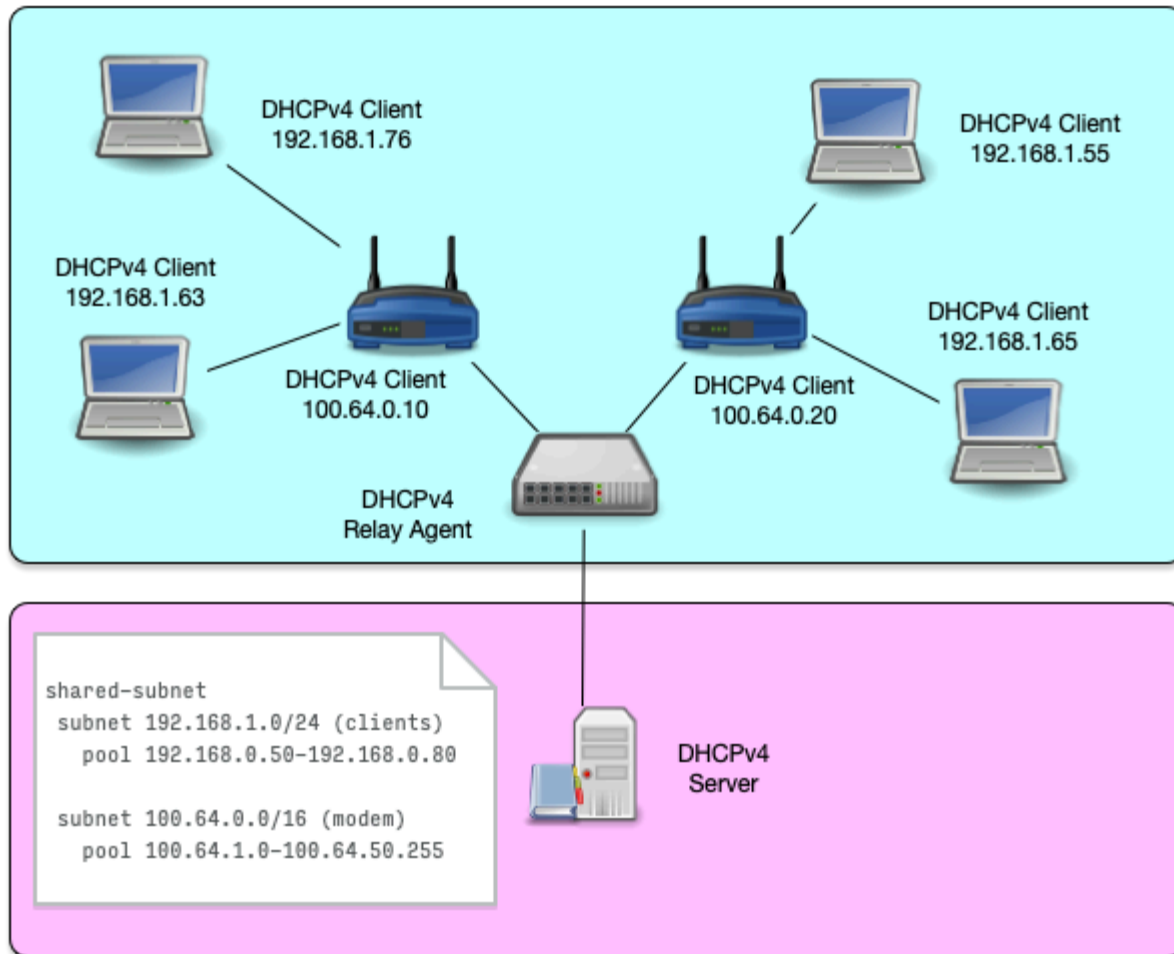 DHCPv4 Client
192.168.1.76
DHCPv4 Client
192.168.1.55
DHCPv4 Client
192.168.1.63
DHCPv4 Client
192.168.1.65
DHCPv4 Client
100.64.0.10
DHCPv4 Client
100.64.0.20
DHCPv4
Relay Agent
shared-subnet
subnet 192.168.1.0/24 (clients)
pool 192.168.0.50-192.168.0.80
subnet 100.64.0.0/16 (modem)
pool 100.64.1.0-100.64.50.255
DHCPv4
Server